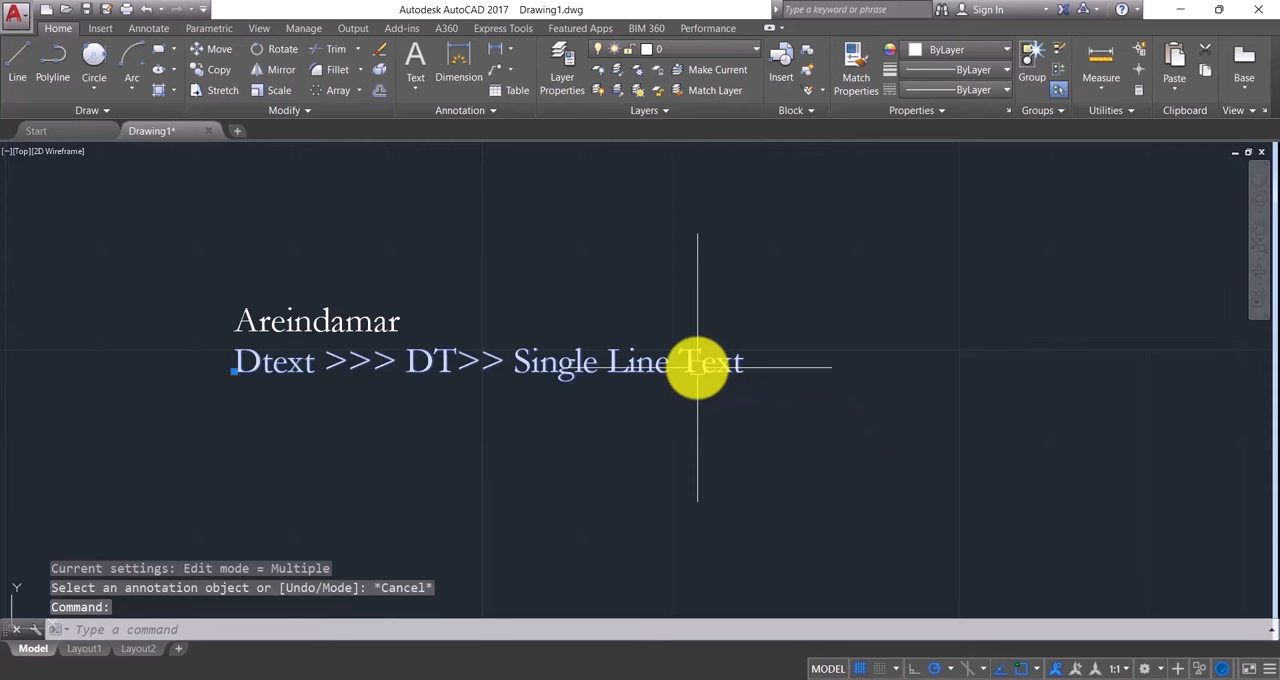 Autodesk AutoCAD 2017 Drawing1.dwg
Type a keyword or phrase
Sign In
Home Insert Annotate Parametric View Manage Output Add-ins A360 Express Tools Featured Apps BIM 360 Performance
Line Polyline Circle Arc
Move Rotate Trim
Copy Mirror Fillet
Stretch Scale Array
Text Dimension Table
Layer Properties
0
Make Current
Match Layer
Insert
Match Properties
ByLayer
ByLayer
ByLayer
Group
Measure
Paste
Base
Draw Modify Annotation Layers Block Properties Groups Utilities Clipboard View
Start Drawing1*
[−][Top][2D Wireframe]
Areindamar
Dtext >>> DT>> Single Line Text
Current settings: Edit mode = Multiple
Select an annotation object or [Undo/Mode]: *Cancel*
Command:
Y
Type a command
Model Layout1 Layout2
MODEL 1:1